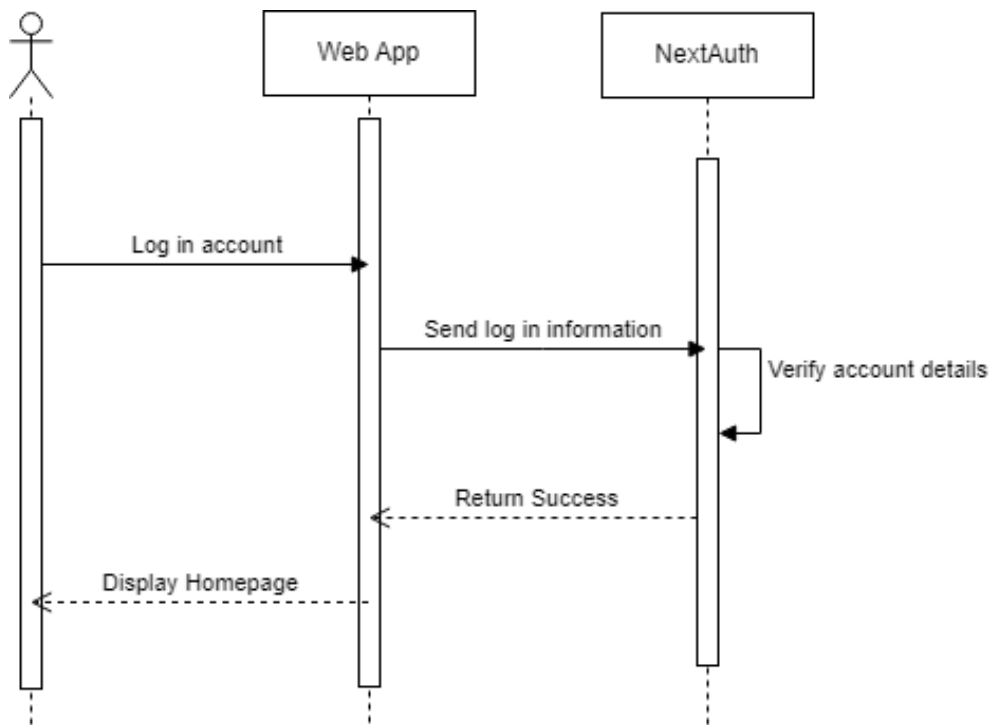 Web App
NextAuth
Log in account
Send log in information
Verify account details
Return Success
Display Homepage